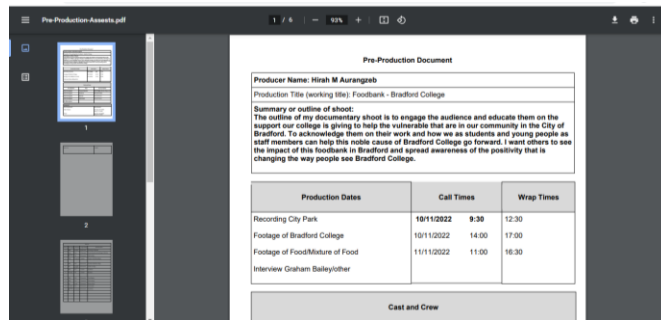 Pre-Production-Assests.pdf
1 / 6 | — 93% + |
Pre-Production Document
Producer Name: Hirah M Aurangzeb
Production Title (working title): Foodbank - Bradford College
Summary or outline of shoot:
The outline of my documentary shoot is to engage the audience and educate them on the
support our college is giving to help the vulnerable that are in our community in the City of
Bradford. To acknowledge them on their work and how we as students and young people as
staff members can help this noble cause of Bradford College go forward. I want others to see
the impact of this foodbank in Bradford and spread awareness of the positivity that is
changing the way people see Bradford College.
Production Dates Call Times Wrap Times
Recording City Park 10/11/2022 9:30 12:30
Footage of Bradford College 10/11/2022 14:00 17:00
Footage of Food/Mixture of Food 11/11/2022 11:00 16:30
Interview Graham Bailey/other
Cast and Crew
1
2